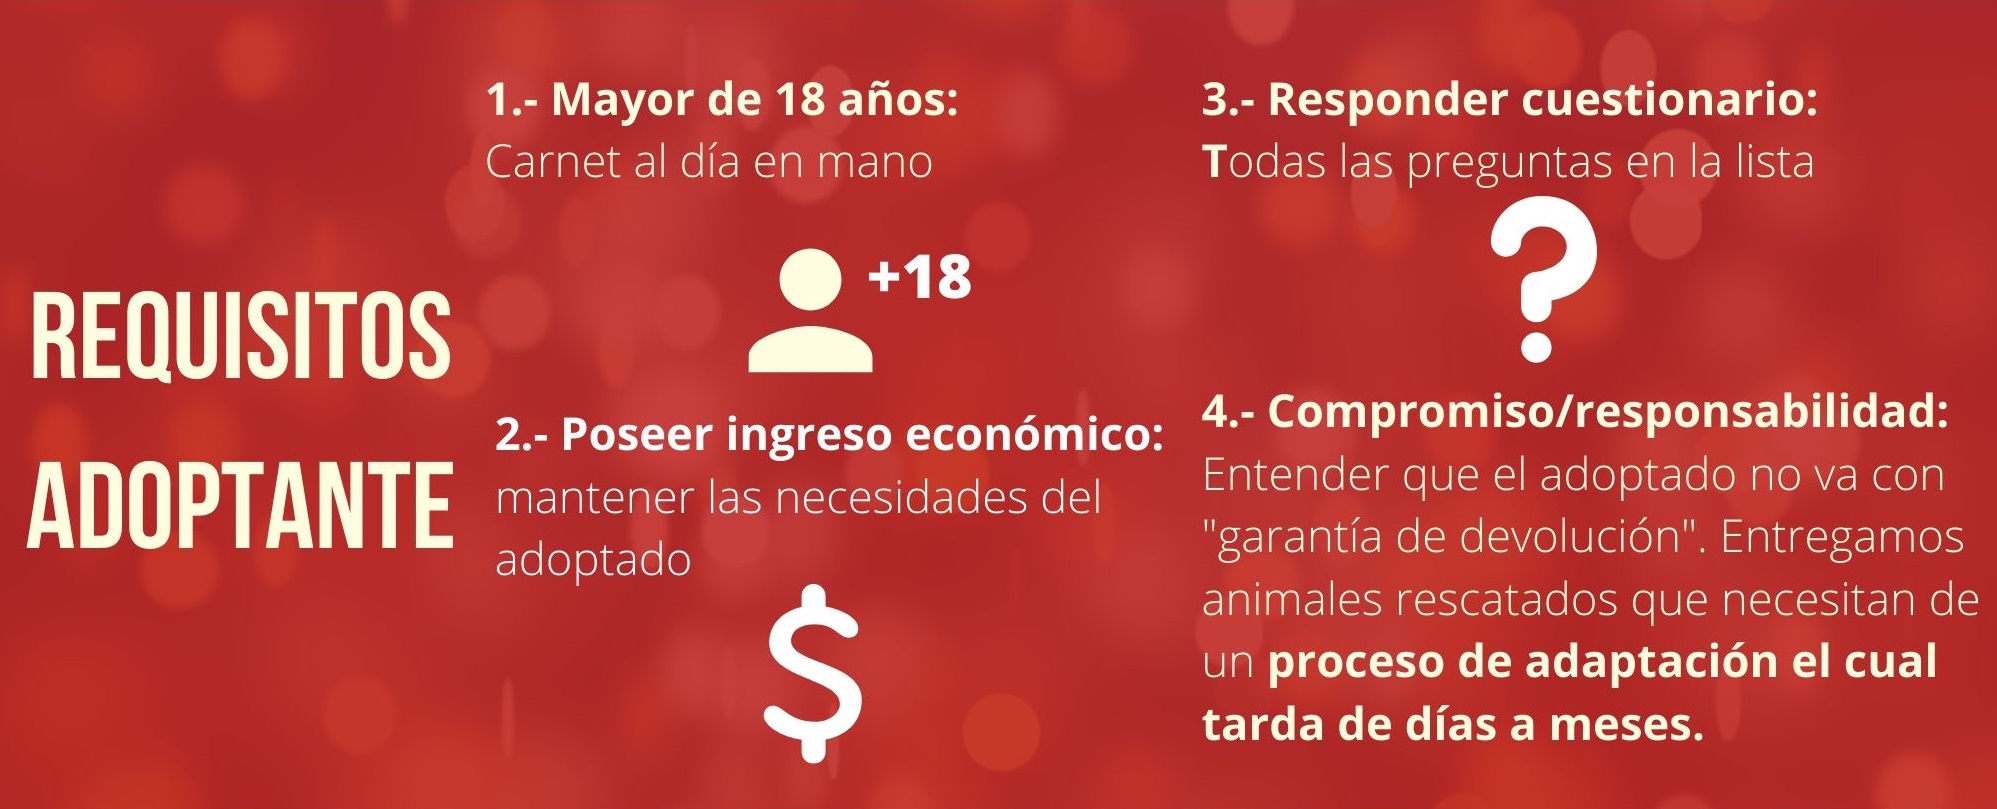 REQUISITOS
ADOPTANTE
1.- Mayor de 18 años:
Carnet al día en mano
+18
2.- Poseer ingreso económico:
mantener las necesidades del
adoptado
$
3.- Responder cuestionario:
Todas las preguntas en la lista
?
4.- Compromiso/responsabilidad:
Entender que el adoptado no va con
"garantía de devolución". Entregamos
animales rescatados que necesitan de
un proceso de adaptación el cual
tarda de días a meses.